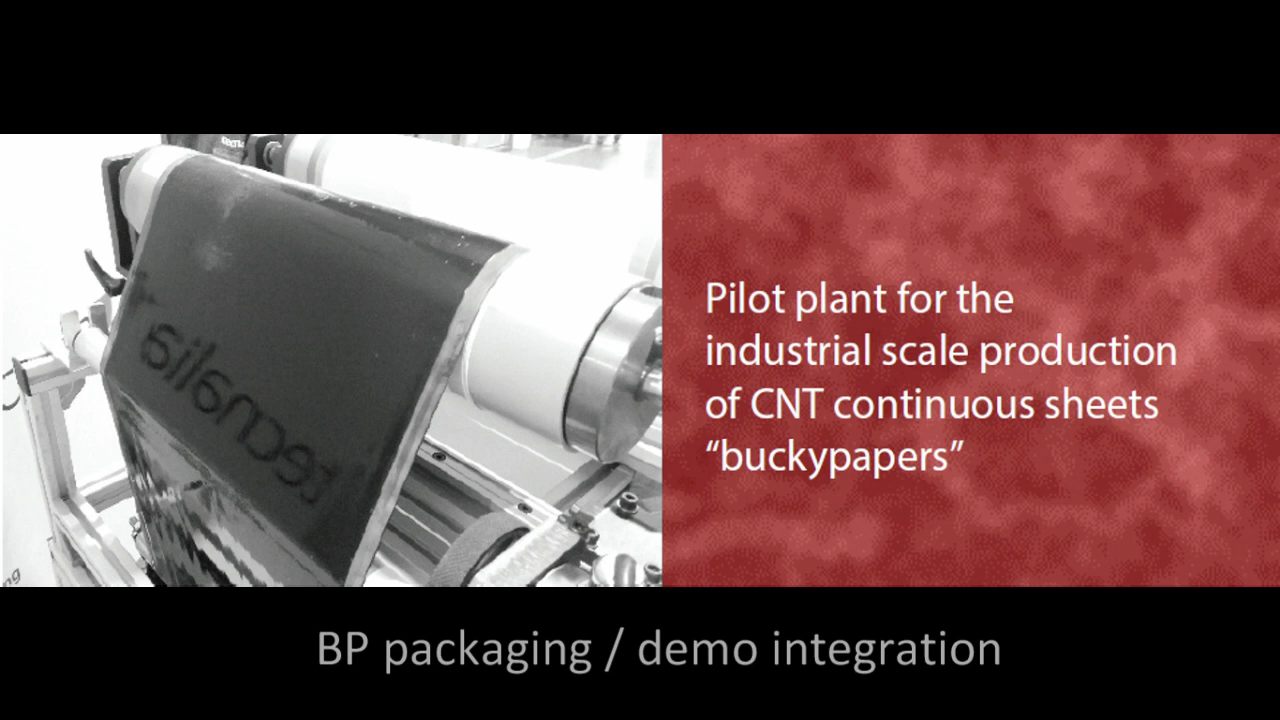 tecnalia
Pilot plant for the
industrial scale production
of CNT continuous sheets
“buckypapers”
BP packaging / demo integration